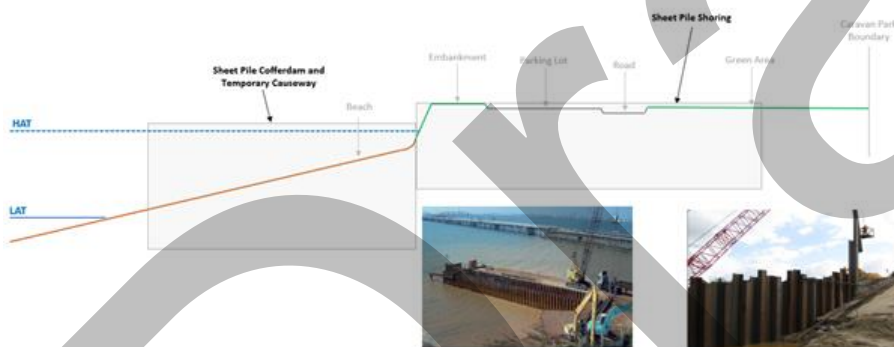 Sheet Pile Shoring
Caravan Park
Boundary
Embankment
Parking Lot
Road
Green Area
Sheet Pile Cofferdam and
Temporary Causeway
Beach
HAT
LAT